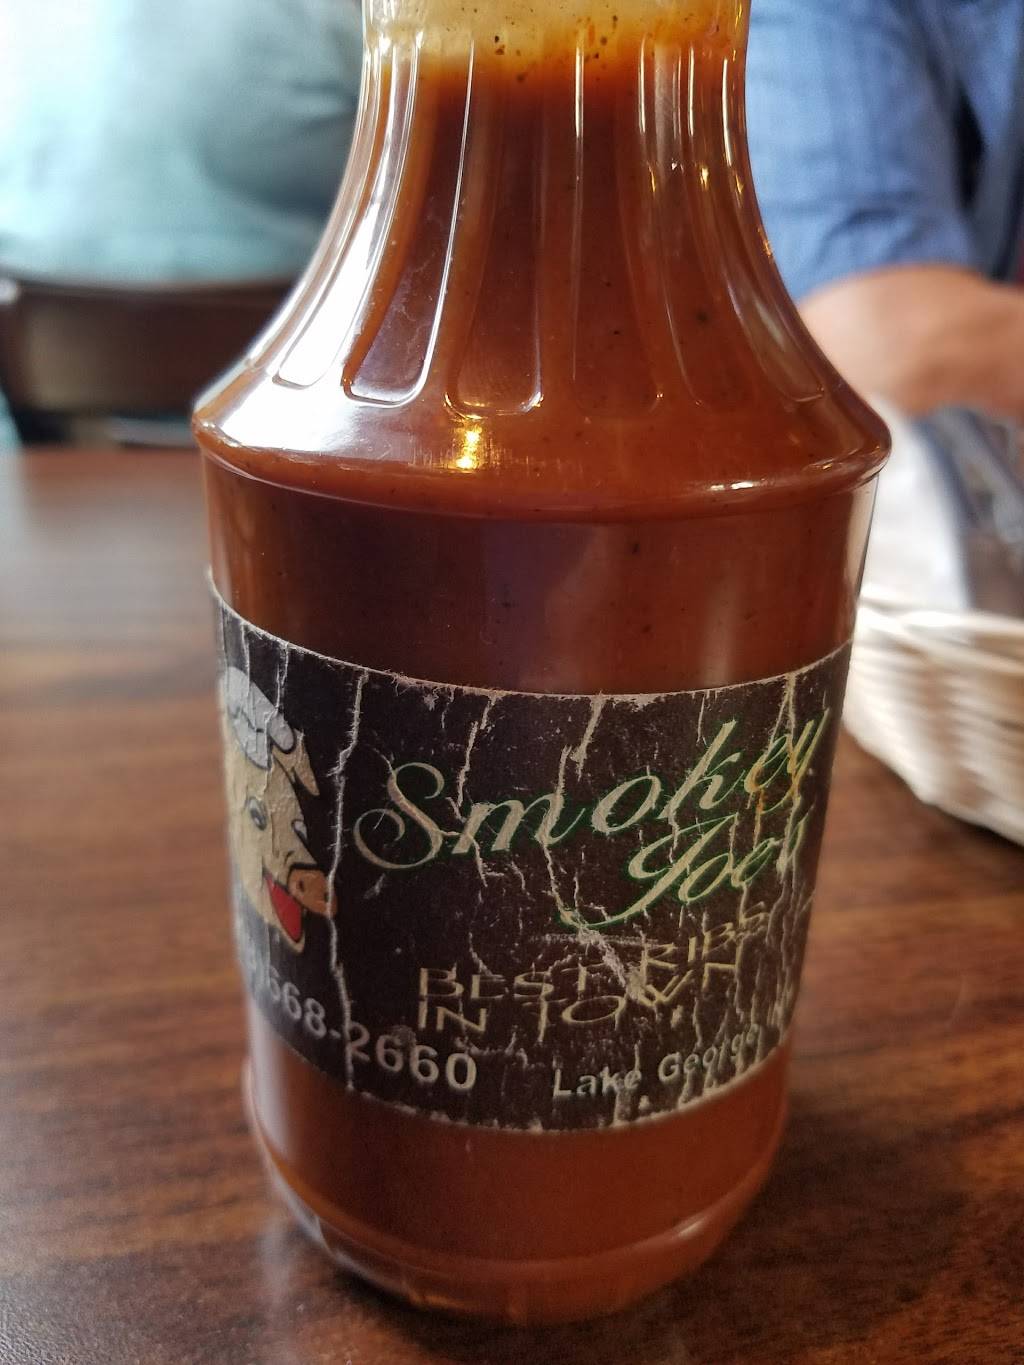 Smokey
Joe's
BEST RIBS
IN TOWN
668-2660
Lake George